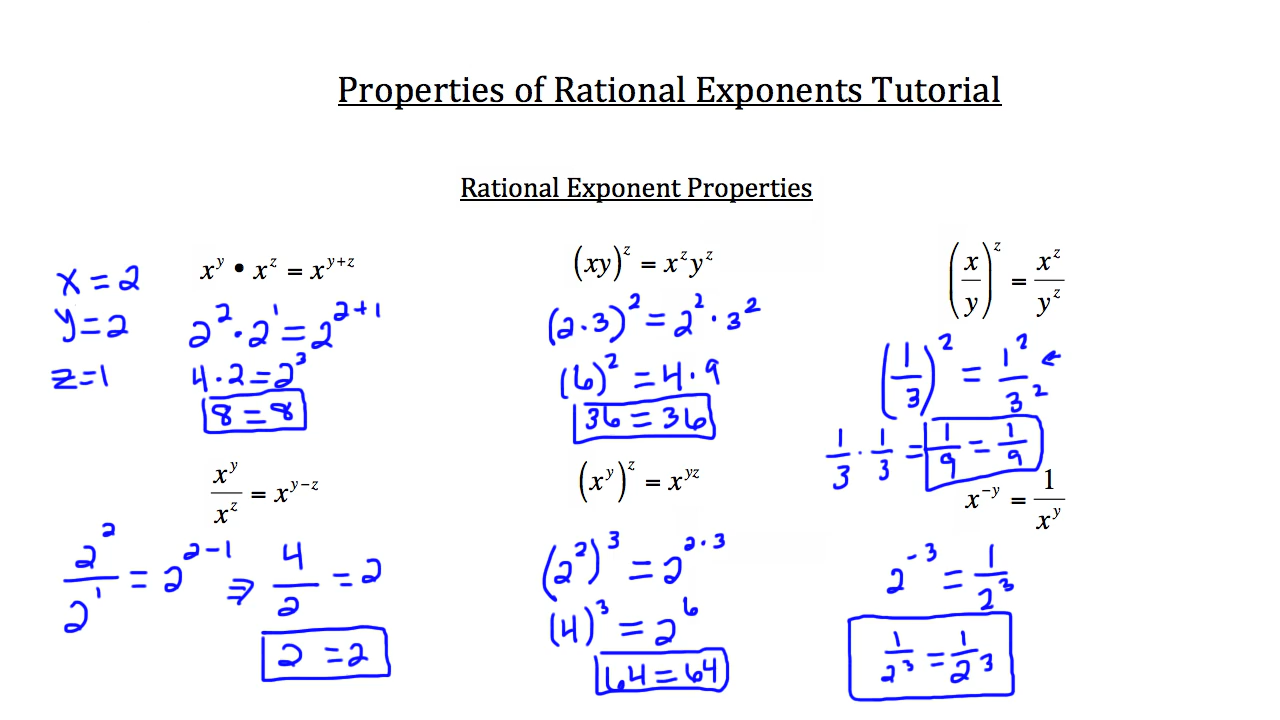 Properties of Rational Exponents Tutorial
Rational Exponent Properties
x = 2
y = 2
z = 1
x^y • x^z = x^{y+z}
2^2 · 2^1 = 2^{2+1}
4 · 2 = 2^3
8 = 8
(xy)^z = x^z y^z
(2 · 3)^2 = 2^2 · 3^2
(6)^2 = 4 · 9
36 = 36
(x/y)^z = x^z/y^z
(1/3)^2 = 1^2/3^2 ←
1/3 · 1/3 = 1/9 = 1/9
x^y/x^z = x^{y−z}
2^2/2^1 = 2^{2−1} ⇒ 4/2 = 2
2 = 2
(x^y)^z = x^{yz}
(2^2)^3 = 2^{2·3}
(4)^3 = 2^6
64 = 64
x^{−y} = 1/x^y
2^{−3} = 1/2^3
1/2^3 = 1/2^3